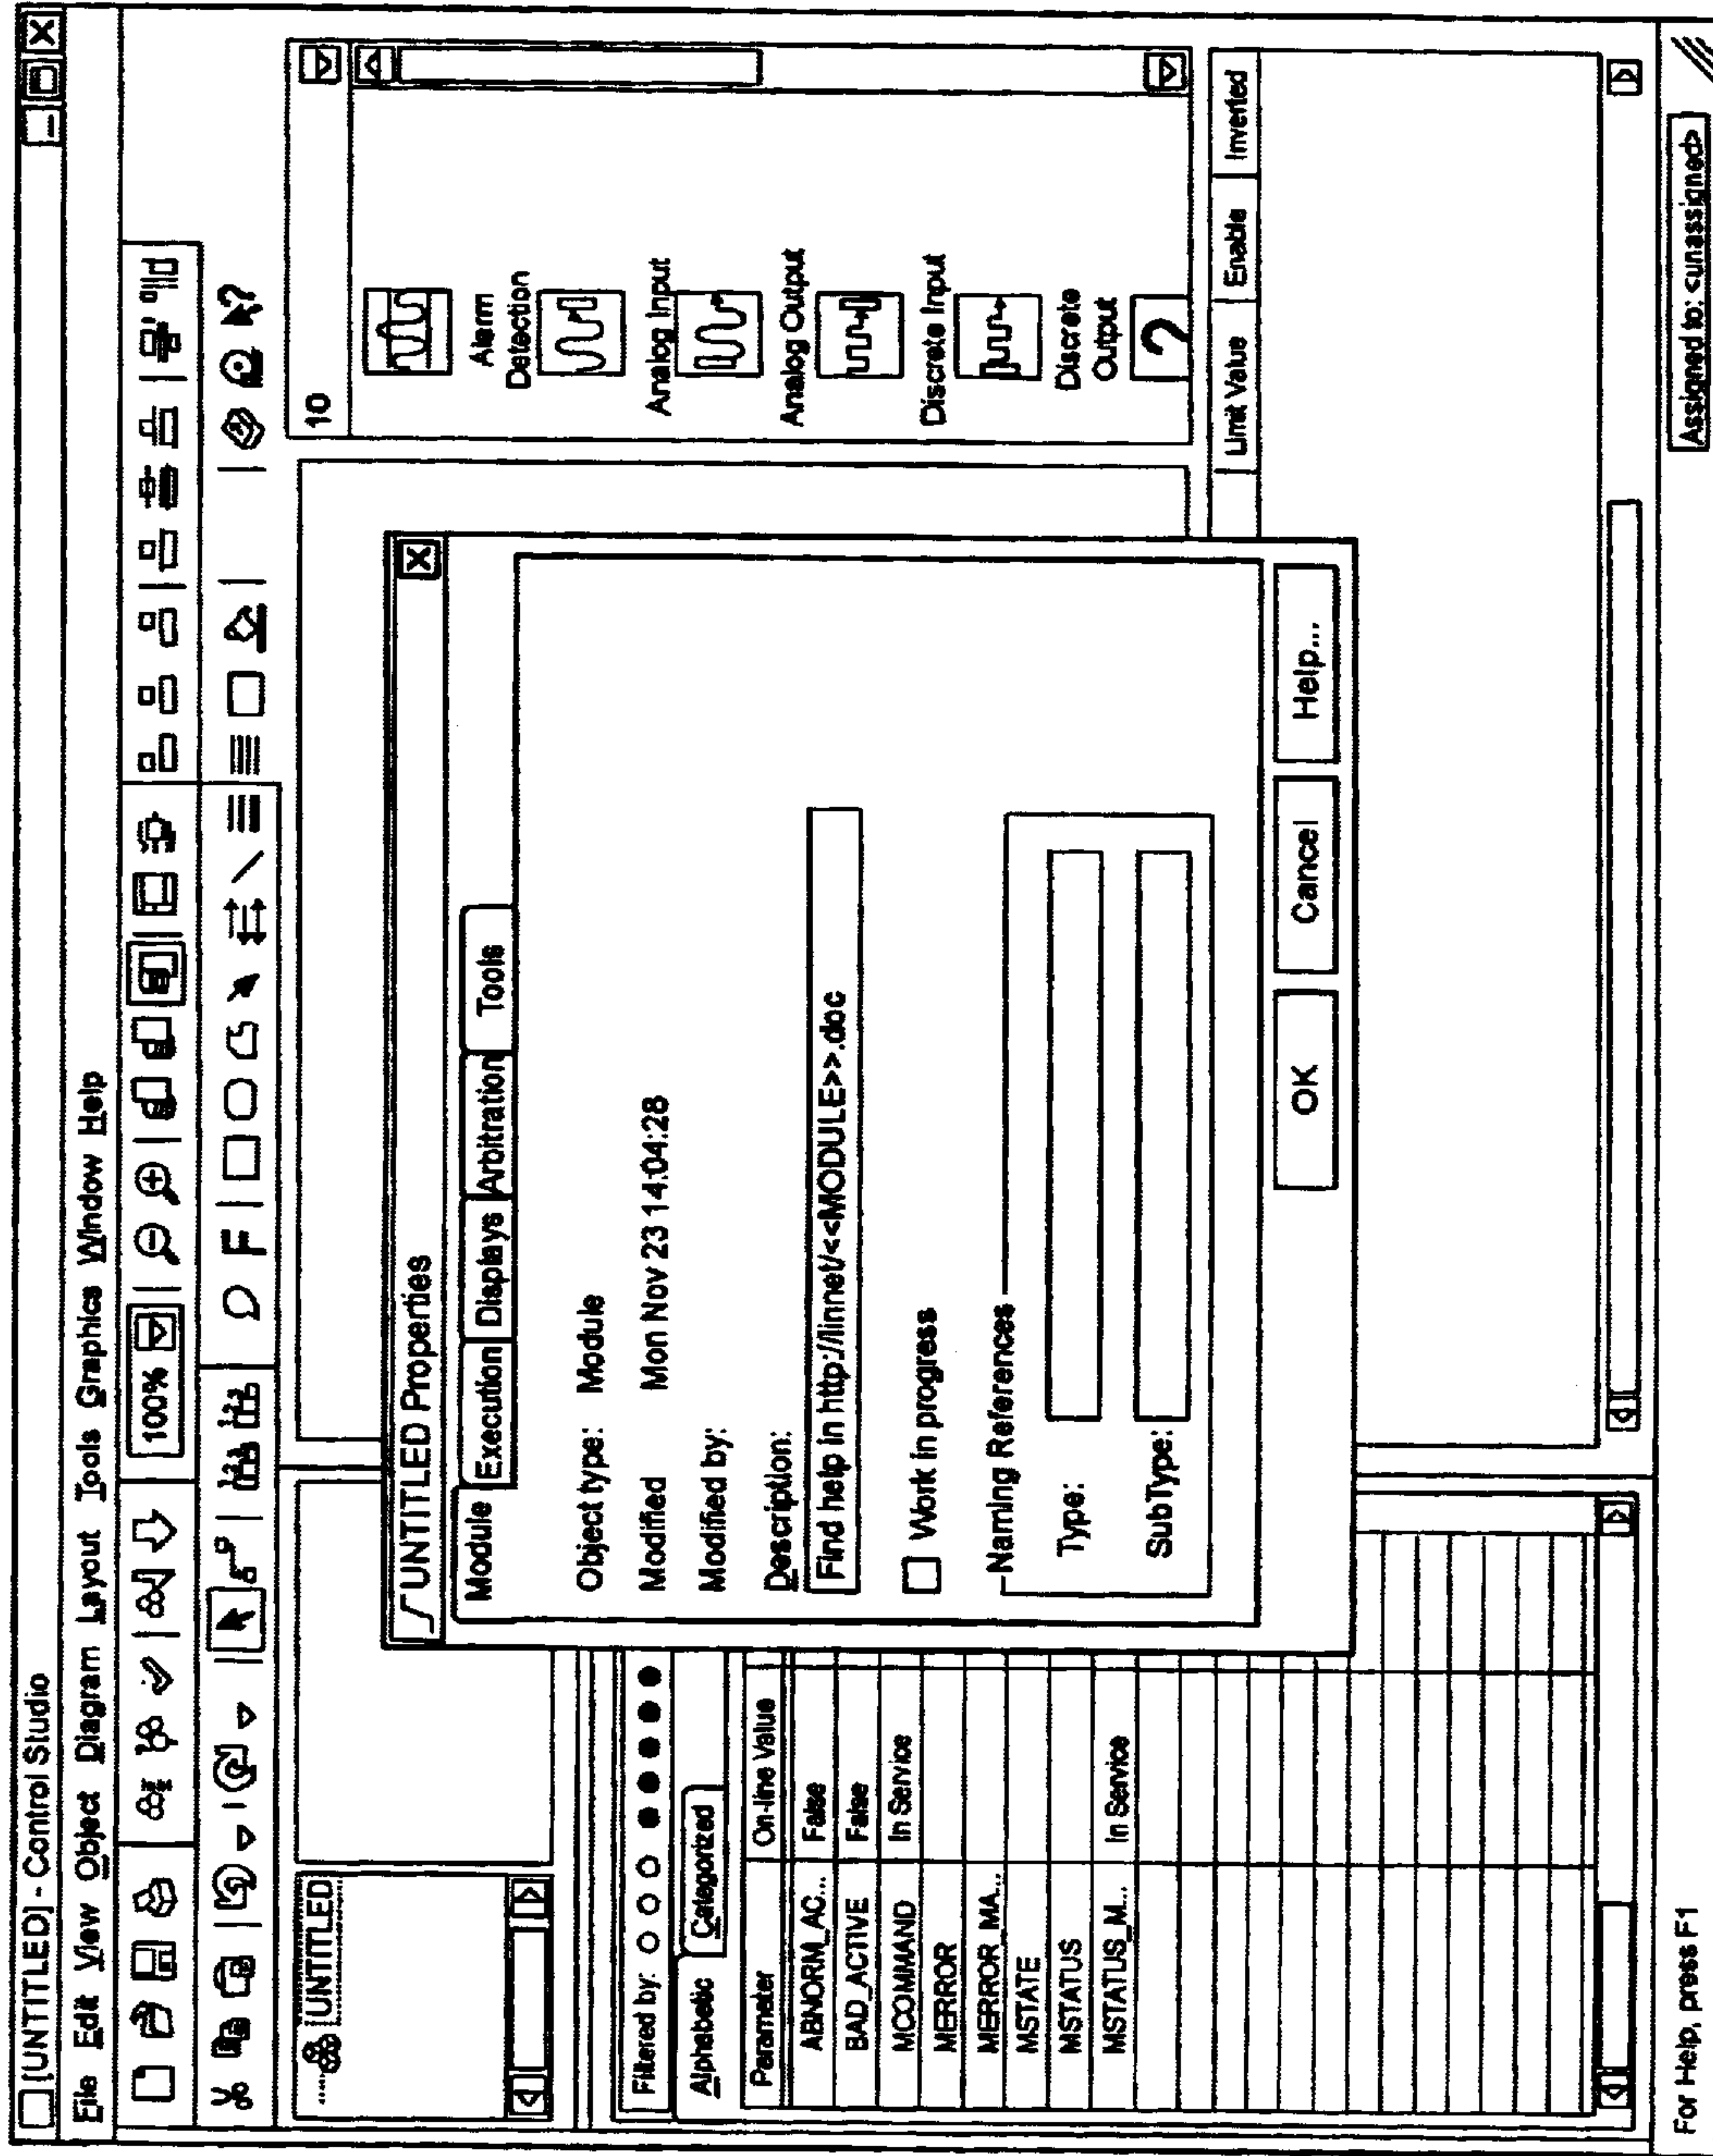 [UNTITLED] - Control Studio
File Edit View Object Diagram Layout Tools Graphics Window Help
100%
F
UNTITLED
10
Alarm
Detection
Analog Input
Analog Output
Discrete Input
Discrete
Output
?
UNTITLED Properties
Module Execution Displays Arbitration Tools
Object type: Module
Modified Mon Nov 23 14:04:28
Modified by:
Description:
Find help in http://innet/<<MODULE>>.doc
Work in progress
Naming References
Type:
SubType:
OK Cancel Help...
Filtered by:
Alphabetic Categorized
Parameter On-line Value
ABNORM_AC... False
BAD_ACTIVE False
MCOMMAND In Service
MERROR
MERROR_MA...
MSTATE
MSTATUS
MSTATUS_M... In Service
Limit Value Enable Inverted
For Help, press F1
Assigned to: <unassigned>